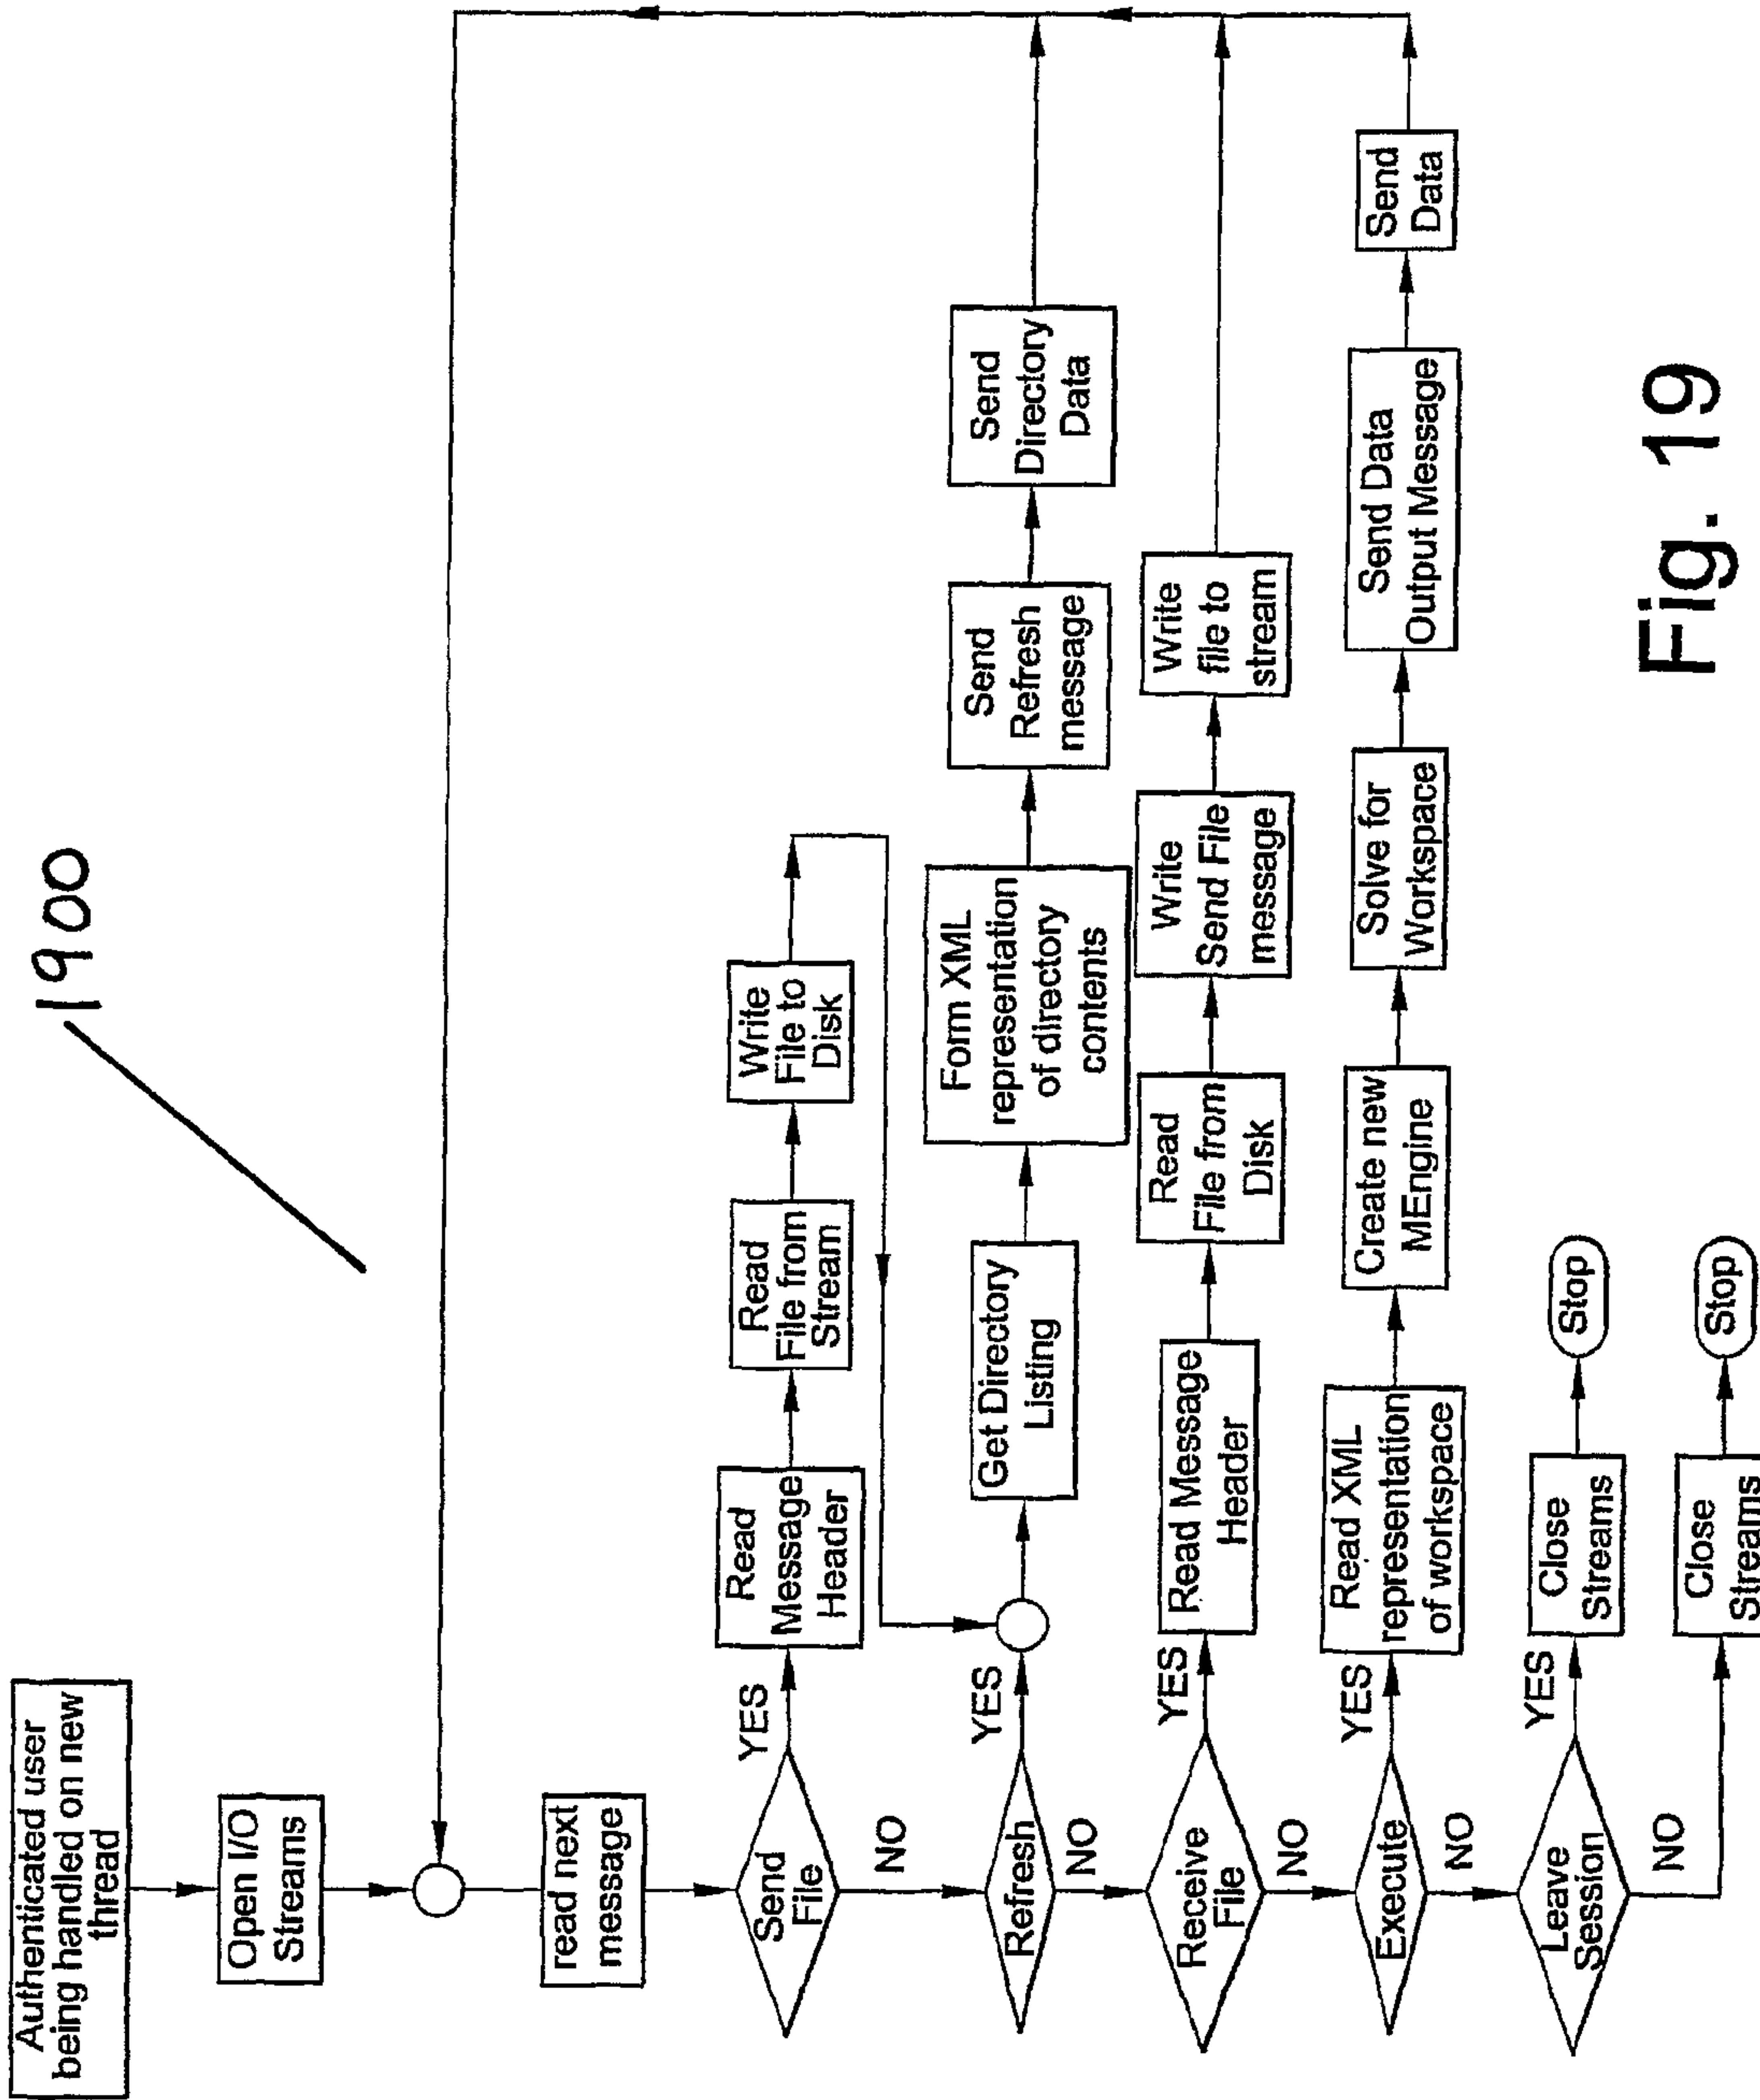 1900
Authenticated user
being handled on new
thread
Open I/O
Streams
read next
message
Send
File
YES
Read
Message
Header
Read
File from
Stream
Write
File to
Disk
NO
Refresh
YES
Get Directory
Listing
Form XML
representation
of directory
contents
Send
Refresh
message
Send
Directory
Data
NO
Receive
File
YES
Read Message
Header
Read
File from
Disk
Write
Send File
message
Write
file to
stream
NO
Execute
YES
Read XML
representation
of workspace
Create new
MEngine
Solve for
Workspace
Send Data
Output Message
Send
Data
NO
Leave
Session
YES
Close
Streams
Stop
NO
Close
Streams
Stop
Fig. 19